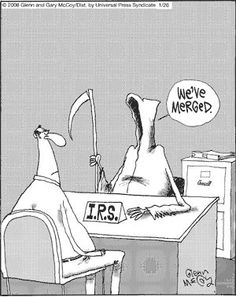 © 2008 Glenn and Gary McCoy/Dist. by Universal Press Syndicate 1/26
WE'VE
MERGED.
I.R.S.
GLENN
McCoy